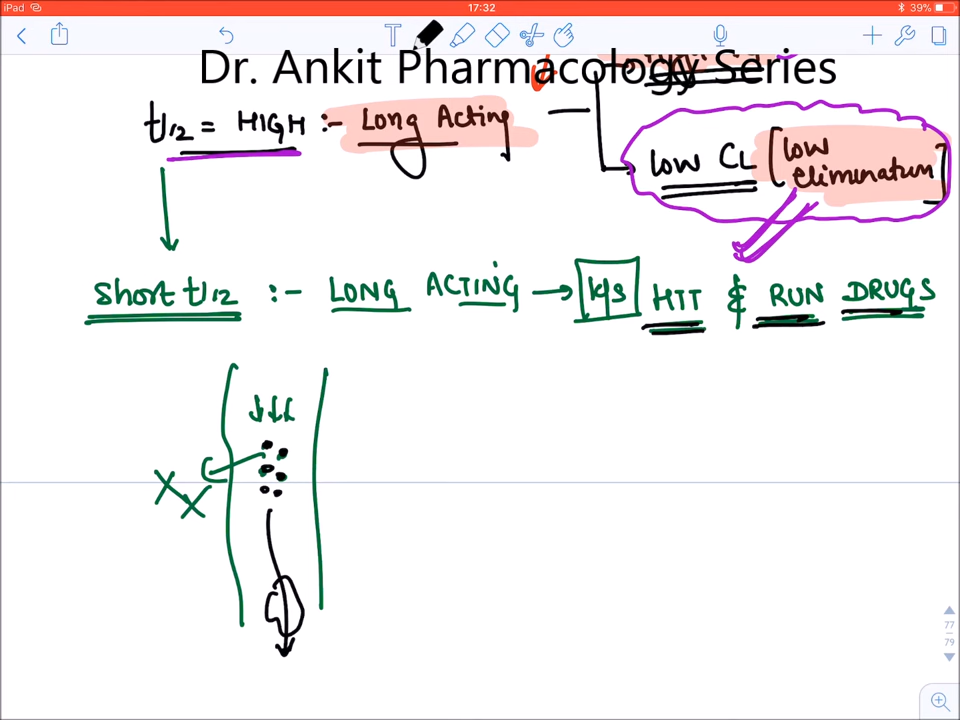 iPad 17:32 39%
Dr. Ankit Pharmacology Series
t1/2 = HIGH :- Long Acting
low CL [low elimination]
Short t1/2 :- LONG ACTING → K/s HIT & RUN DRUGS
77
79